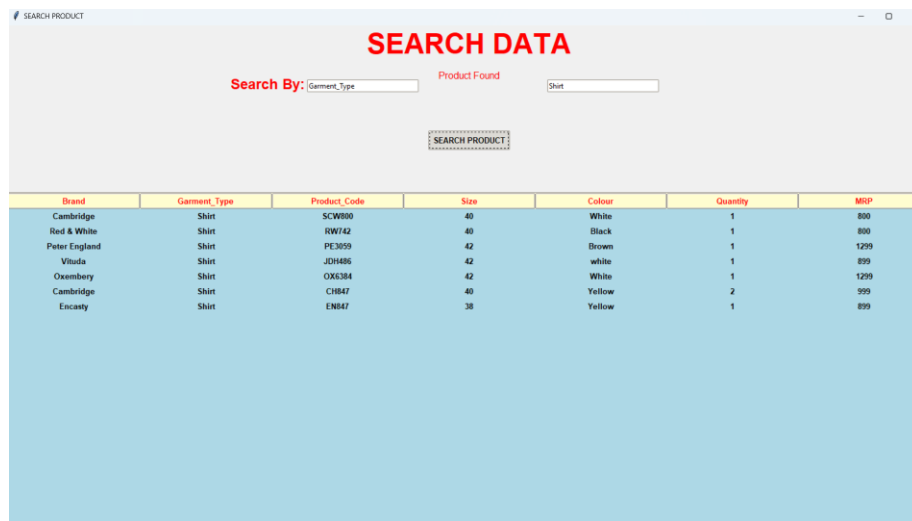 SEARCH PRODUCT
SEARCH DATA
Product Found
Search By: Garment_Type Shirt
SEARCH PRODUCT
Brand Garment_Type Product_Code Size Colour Quantity MRP
Cambridge Shirt SCW800 40 White 1 800
Red & White Shirt RW742 40 Black 1 800
Peter England Shirt PE3059 42 Brown 1 1299
Vituda Shirt JDH486 42 white 1 899
Oxembery Shirt OX6384 42 White 1 1299
Cambridge Shirt CH847 40 Yellow 2 999
Encasty Shirt EN847 38 Yellow 1 899